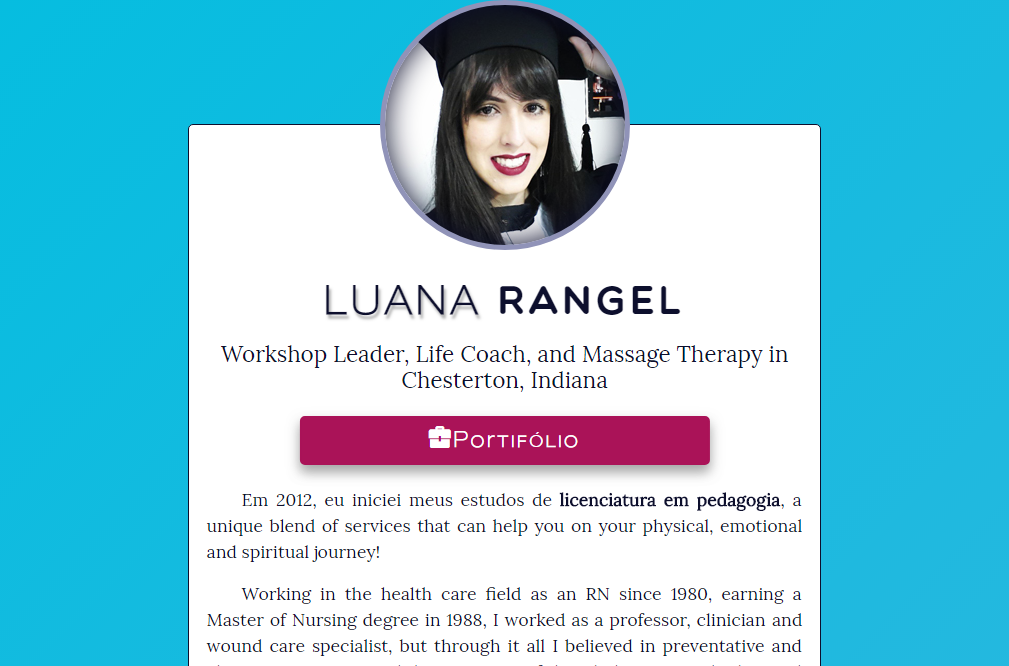 LUANA RANGEL
Workshop Leader, Life Coach, and Massage Therapy in
Chesterton, Indiana
Portifólio
Em 2012, eu iniciei meus estudos de licenciatura em pedagogia, a
unique blend of services that can help you on your physical, emotional
and spiritual journey!
Working in the health care field as an RN since 1980, earning a
Master of Nursing degree in 1988, I worked as a professor, clinician and
wound care specialist, but through it all I believed in preventative and